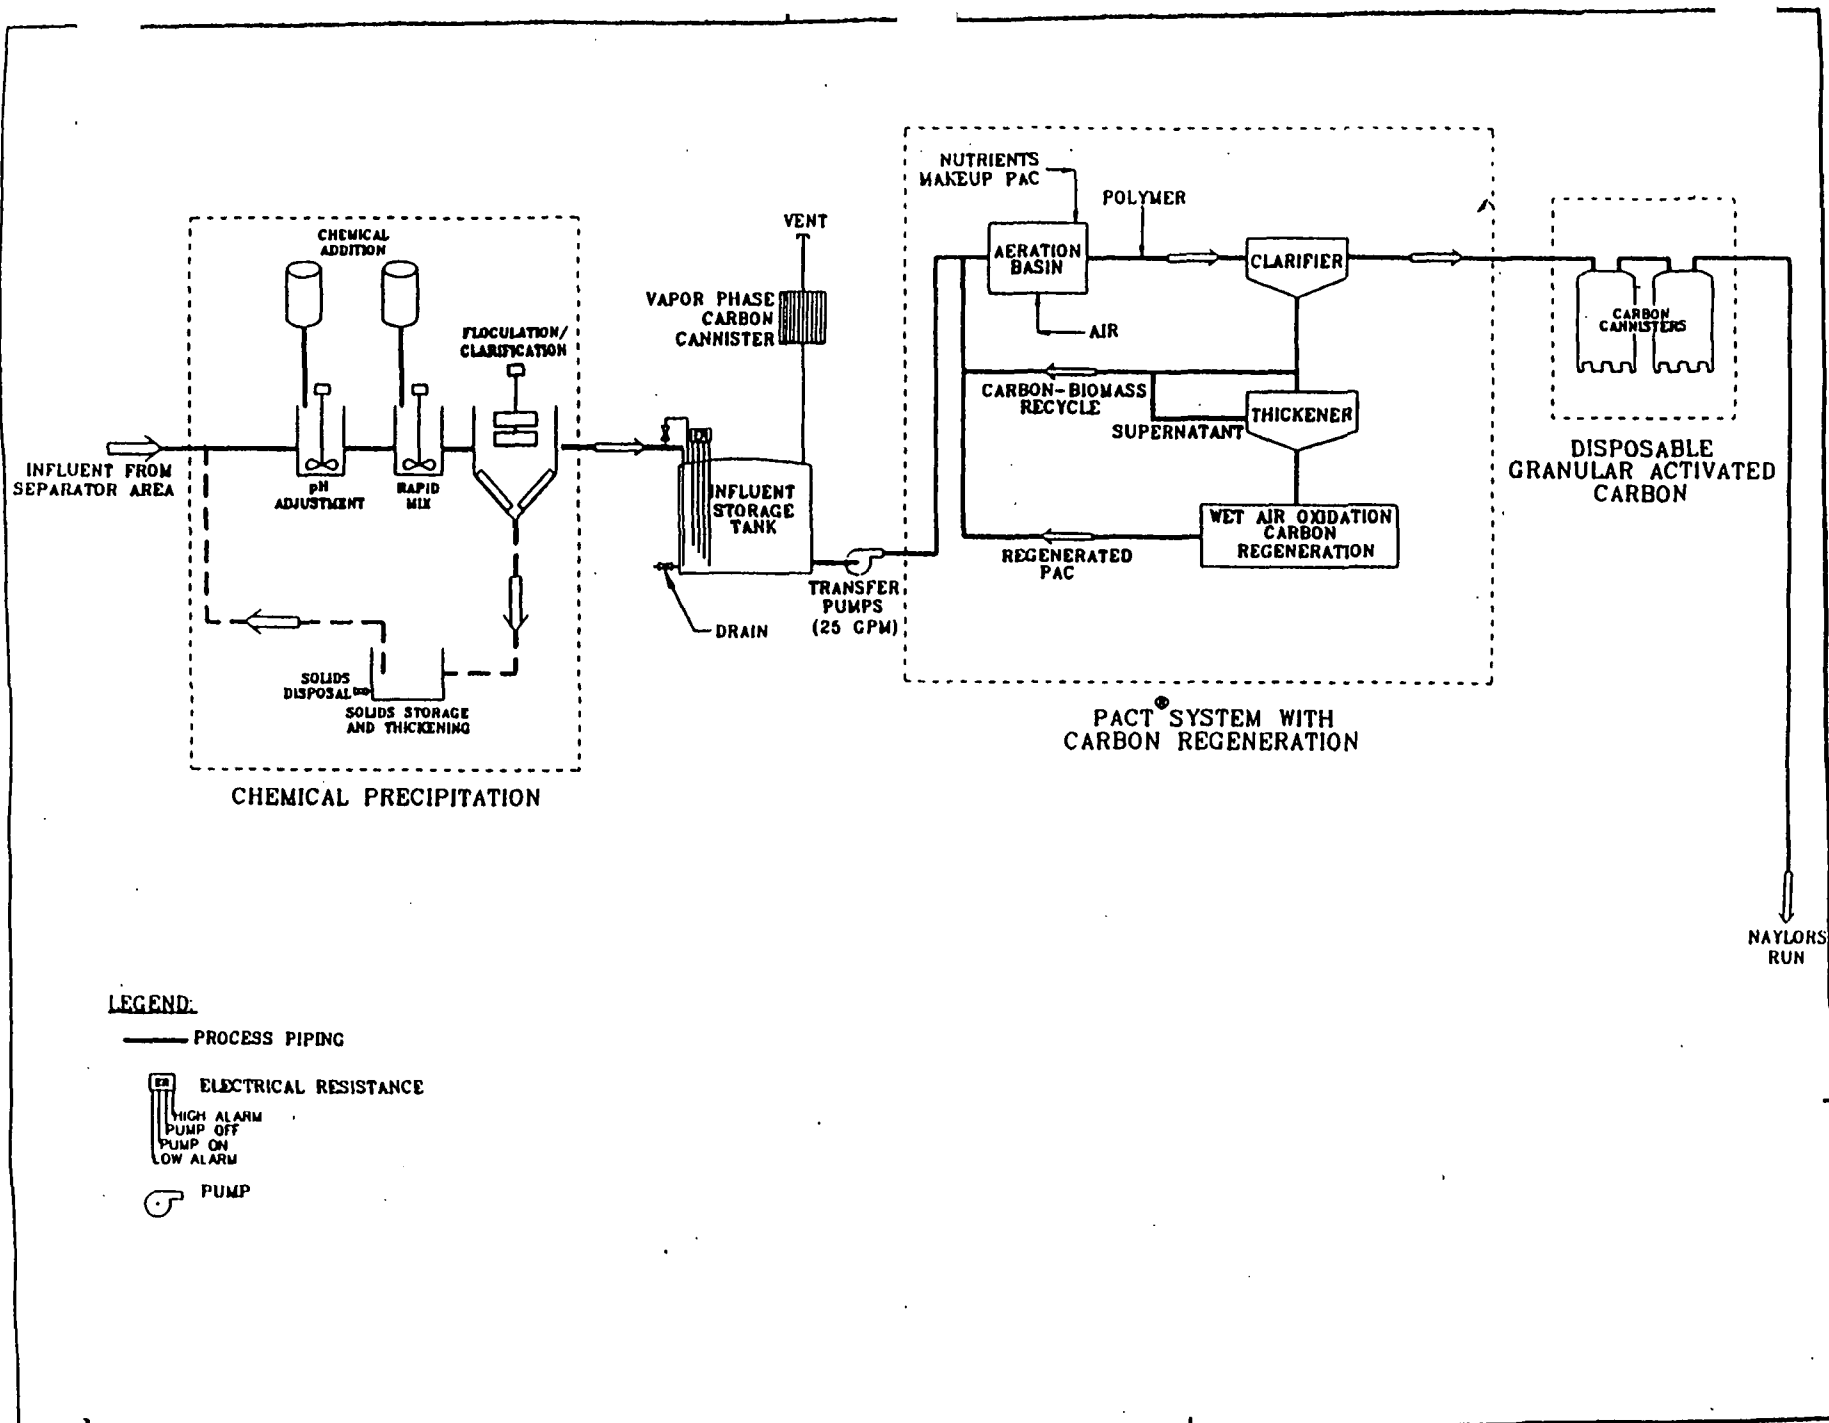 CHEMICAL
ADDITION
FLOCULATION/
CLARIFICATION
INFLUENT FROM
SEPARATOR AREA
pH
ADJUSTMENT
RAPID
MIX
SOLIDS
DISPOSAL
SOLIDS STORAGE
AND THICKENING
CHEMICAL PRECIPITATION
VENT
VAPOR PHASE
CARBON
CANNISTER
ER
INFLUENT
STORAGE
TANK
DRAIN
TRANSFER
PUMPS
(25 GPM)
NUTRIENTS
MAKEUP PAC
POLYMER
AERATION
BASIN
AIR
CLARIFIER
CARBON-BIOMASS
RECYCLE
SUPERNATANT
THICKENER
WET AIR OXIDATION
CARBON
REGENERATION
REGENERATED
PAC
PACT® SYSTEM WITH
CARBON REGENERATION
CARBON
CANNISTERS
DISPOSABLE
GRANULAR ACTIVATED
CARBON
NAYLORS
RUN
LEGEND:
PROCESS PIPING
ER ELECTRICAL RESISTANCE
HIGH ALARM
PUMP OFF
PUMP ON
LOW ALARM
PUMP